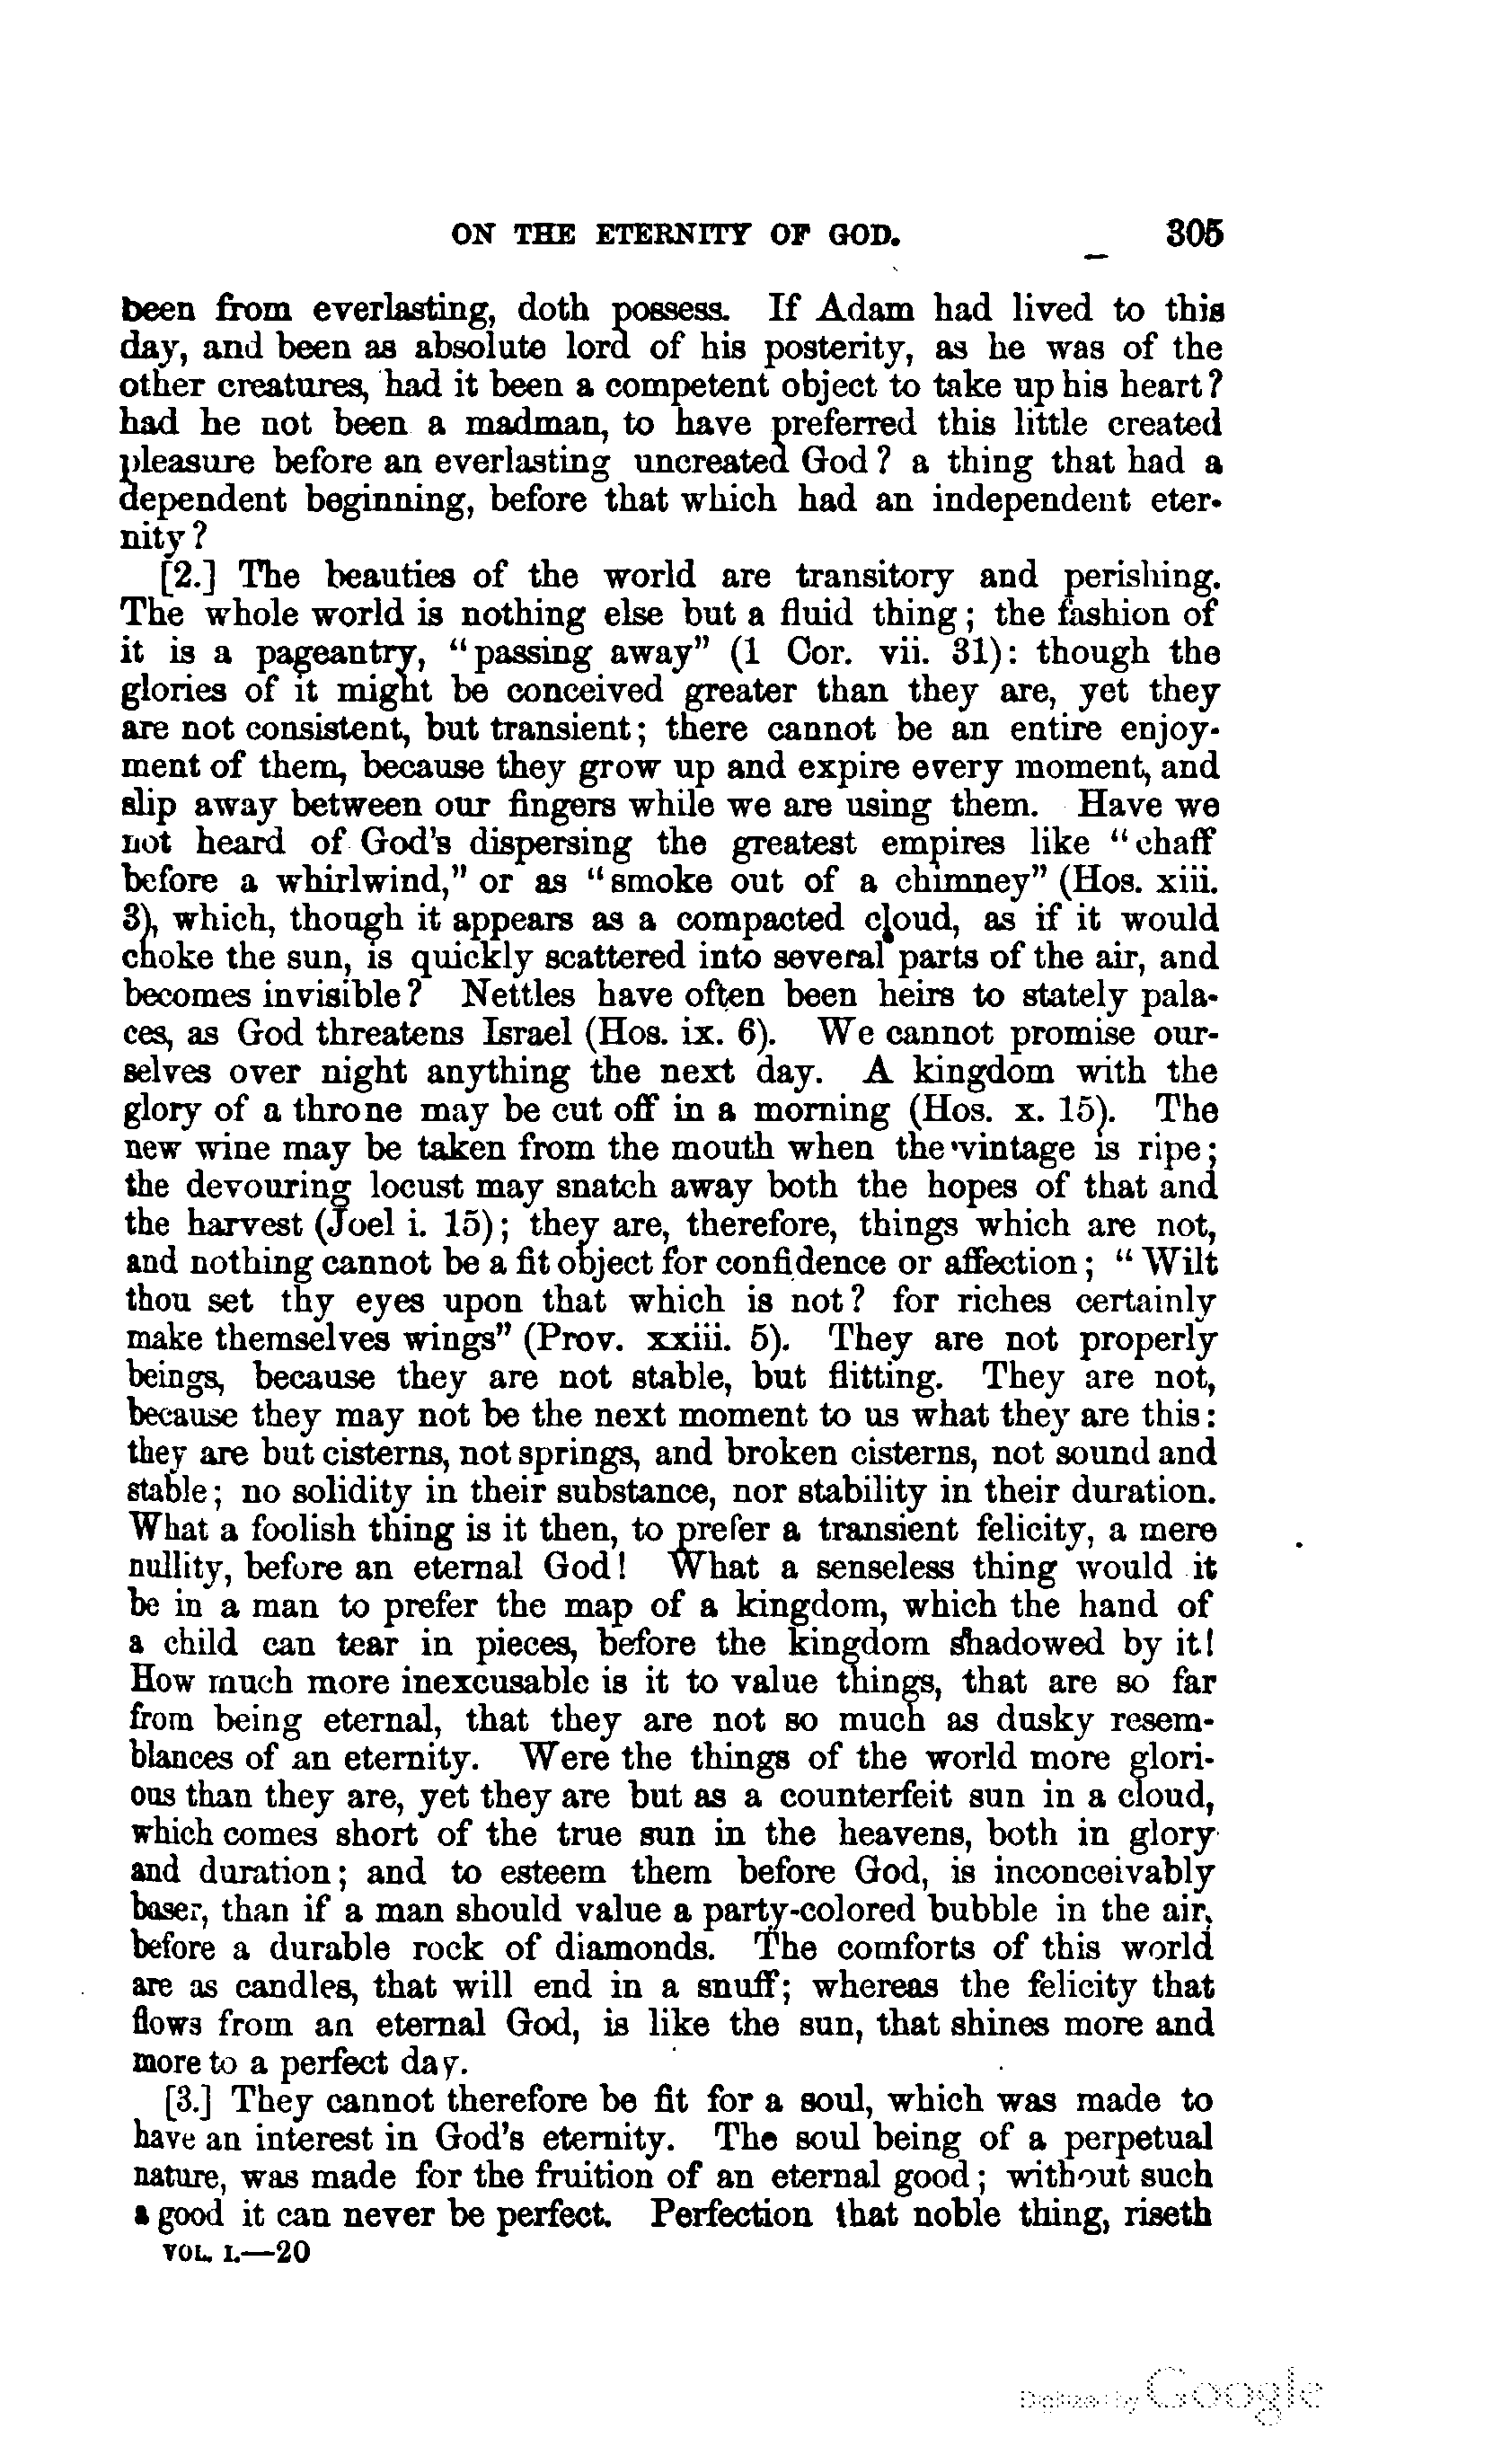 ON THE ETERNITY OF GOD. 305
been from everlasting, doth possess. If Adam had lived to this
day, and been as absolute lord of his posterity, as he was of the
other creatures, had it been a competent object to take up his heart?
had he not been a madman, to have preferred this little created
pleasure before an everlasting uncreated God? a thing that had a
dependent beginning, before that which had an independent eter-
nity?
[2.] The beauties of the world are transitory and perishing.
The whole world is nothing else but a fluid thing; the fashion of
it is a pageantry, "passing away" (1 Cor. vii. 31): though the
glories of it might be conceived greater than they are, yet they
are not consistent, but transient; there cannot be an entire enjoy-
ment of them, because they grow up and expire every moment, and
slip away between our fingers while we are using them. Have we
not heard of God's dispersing the greatest empires like "chaff
before a whirlwind," or as "smoke out of a chimney" (Hos. xiii.
3), which, though it appears as a compacted cloud, as if it would
choke the sun, is quickly scattered into several parts of the air, and
becomes invisible? Nettles have often been heirs to stately pala-
ces, as God threatens Israel (Hos. ix. 6). We cannot promise our-
selves over night anything the next day. A kingdom with the
glory of a throne may be cut off in a morning (Hos. x. 15). The
new wine may be taken from the mouth when the vintage is ripe;
the devouring locust may snatch away both the hopes of that and
the harvest (Joel i. 15); they are, therefore, things which are not,
and nothing cannot be a fit object for confidence or affection; "Wilt
thou set thy eyes upon that which is not? for riches certainly
make themselves wings" (Prov. xxiii. 5). They are not properly
beings, because they are not stable, but flitting. They are not,
because they may not be the next moment to us what they are this:
they are but cisterns, not springs, and broken cisterns, not sound and
stable; no solidity in their substance, nor stability in their duration.
What a foolish thing is it then, to prefer a transient felicity, a mere
nullity, before an eternal God! What a senseless thing would it
be in a man to prefer the map of a kingdom, which the hand of
a child can tear in pieces, before the kingdom shadowed by it!
How much more inexcusable is it to value things, that are so far
from being eternal, that they are not so much as dusky resem-
blances of an eternity. Were the things of the world more glori-
ous than they are, yet they are but as a counterfeit sun in a cloud,
which comes short of the true sun in the heavens, both in glory
and duration; and to esteem them before God, is inconceivably
baser, than if a man should value a party-colored bubble in the air,
before a durable rock of diamonds. The comforts of this world
are as candles, that will end in a snuff; whereas the felicity that
flows from an eternal God, is like the sun, that shines more and
more to a perfect day.
[3.] They cannot therefore be fit for a soul, which was made to
have an interest in God's eternity. The soul being of a perpetual
nature, was made for the fruition of an eternal good; without such
a good it can never be perfect. Perfection that noble thing, riseth
VOL. I.—20
Digitized by Google